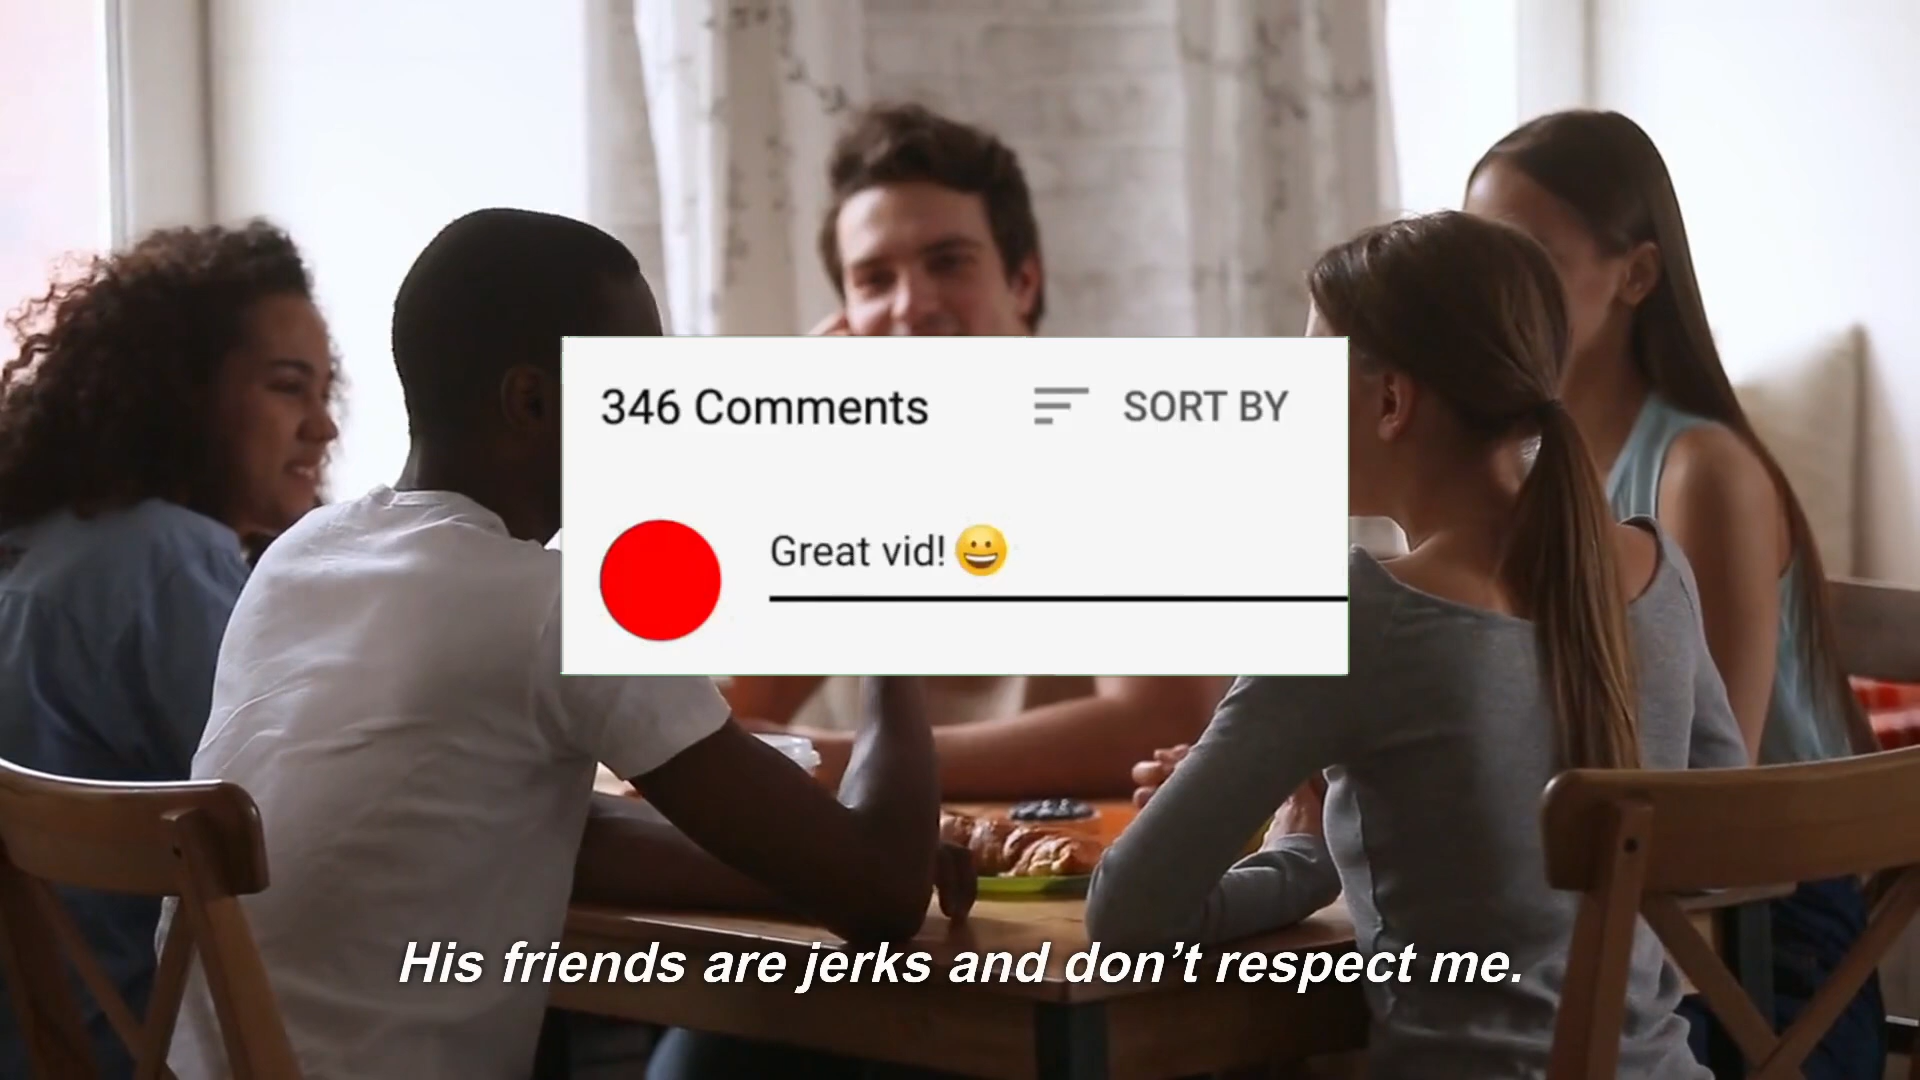 346 Comments SORT BY
Great vid!😀
His friends are jerks and don’t respect me.